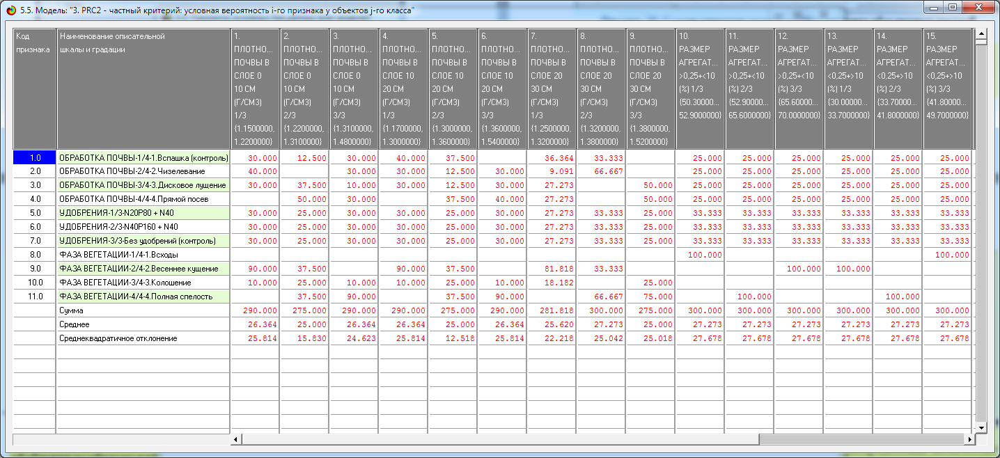 5.5. Модель: "3. PRC2 - частный критерий: условная вероятность i-го признака у объектов j-го класса"
Код признака	Наименование описательной шкалы и градации	1. ПЛОТНО... ПОЧВЫ В СЛОЕ 0 10 СМ (Г/СМ3) 1/3 {1.1500000, 1.2200000}	2. ПЛОТНО... ПОЧВЫ В СЛОЕ 0 10 СМ (Г/СМ3) 2/3 {1.2200000, 1.3100000}	3. ПЛОТНО... ПОЧВЫ В СЛОЕ 0 10 СМ (Г/СМ3) 3/3 {1.3100000, 1.4800000}	4. ПЛОТНО... ПОЧВЫ В СЛОЕ 10 20 СМ (Г/СМ3) 1/3 {1.1700000, 1.3000000}	5. ПЛОТНО... ПОЧВЫ В СЛОЕ 10 20 СМ (Г/СМ3) 2/3 {1.3000000, 1.3600000}	6. ПЛОТНО... ПОЧВЫ В СЛОЕ 10 20 СМ (Г/СМ3) 3/3 {1.3600000, 1.5400000}	7. ПЛОТНО... ПОЧВЫ В СЛОЕ 20 30 СМ (Г/СМ3) 1/3 {1.2500000, 1.3200000}	8. ПЛОТНО... ПОЧВЫ В СЛОЕ 20 30 СМ (Г/СМ3) 2/3 {1.3200000, 1.3800000}	9. ПЛОТНО... ПОЧВЫ В СЛОЕ 20 30 СМ (Г/СМ3) 3/3 {1.3800000, 1.5200000}	10. РАЗМЕР АГРЕГАТ... >0,25+<10 (%) 1/3 {50.30000... 52.9000000}	11. РАЗМЕР АГРЕГАТ... >0,25+<10 (%) 2/3 {52.90000... 65.6000000}	12. РАЗМЕР АГРЕГАТ... >0,25+<10 (%) 3/3 {65.60000... 70.0000000}	13. РАЗМЕР АГРЕГАТ... <0,25+>10 (%) 1/3 {30.00000... 33.7000000}	14. РАЗМЕР АГРЕГАТ... <0,25+>10 (%) 2/3 {33.70000... 41.8000000}	15. РАЗМЕР АГРЕГАТ... <0,25+>10 (%) 3/3 {41.80000... 49.7000000}
1.0	ОБРАБОТКА ПОЧВЫ-1/4-1.Вспашка (контроль)	30.000	12.500	30.000	40.000	37.500		36.364	33.333		25.000	25.000	25.000	25.000	25.000	25.000
2.0	ОБРАБОТКА ПОЧВЫ-2/4-2.Чизелевание	40.000		30.000	30.000	12.500	30.000	9.091	66.667		25.000	25.000	25.000	25.000	25.000	25.000
3.0	ОБРАБОТКА ПОЧВЫ-3/4-3.Дисковое лущение	30.000	37.500	10.000	30.000	12.500	30.000	27.273		50.000	25.000	25.000	25.000	25.000	25.000	25.000
4.0	ОБРАБОТКА ПОЧВЫ-4/4-4.Прямой посев		50.000	30.000		37.500	40.000	27.273		50.000	25.000	25.000	25.000	25.000	25.000	25.000
5.0	УДОБРЕНИЯ-1/3-N20P80 + N40	30.000	25.000	30.000	30.000	25.000	30.000	27.273	33.333	25.000	33.333	33.333	33.333	33.333	33.333	33.333
6.0	УДОБРЕНИЯ-2/3-N40P160 + N40	30.000	25.000	30.000	30.000	25.000	30.000	27.273	33.333	25.000	33.333	33.333	33.333	33.333	33.333	33.333
7.0	УДОБРЕНИЯ-3/3-Без удобрений (контроль)	30.000	25.000	30.000	30.000	25.000	30.000	27.273	33.333	25.000	33.333	33.333	33.333	33.333	33.333	33.333
8.0	ФАЗА ВЕГЕТАЦИИ-1/4-1.Всходы										100.000					100.000
9.0	ФАЗА ВЕГЕТАЦИИ-2/4-2.Весеннее кущение	90.000	37.500		90.000	37.500		81.818	33.333				100.000	100.000
10.0	ФАЗА ВЕГЕТАЦИИ-3/4-3.Колошение	10.000	25.000	10.000	10.000	25.000	10.000	18.182		25.000
11.0	ФАЗА ВЕГЕТАЦИИ-4/4-4.Полная спелость		37.500	90.000		37.500	90.000		66.667	75.000		100.000			100.000
Сумма	290.000	275.000	290.000	290.000	275.000	290.000	281.818	300.000	275.000	300.000	300.000	300.000	300.000	300.000	300.000
Среднее	26.364	25.000	26.364	26.364	25.000	26.364	25.620	27.273	25.000	27.273	27.273	27.273	27.273	27.273	27.273
Среднеквадратичное отклонение	25.814	15.830	24.623	25.814	12.518	25.814	22.218	25.042	25.018	27.678	27.678	27.678	27.678	27.678	27.678